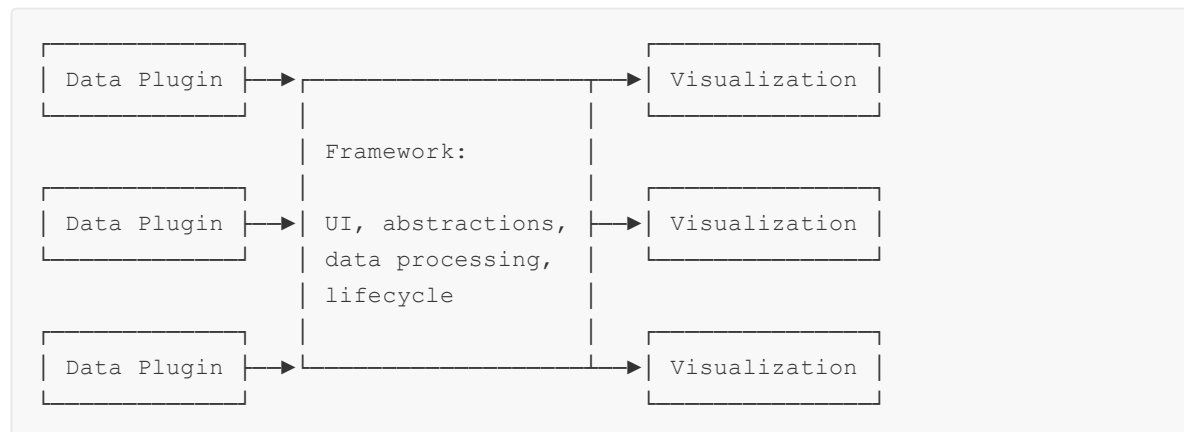 Data Plugin Visualization
Framework:
Data Plugin UI, abstractions, Visualization
data processing,
lifecycle
Data Plugin Visualization